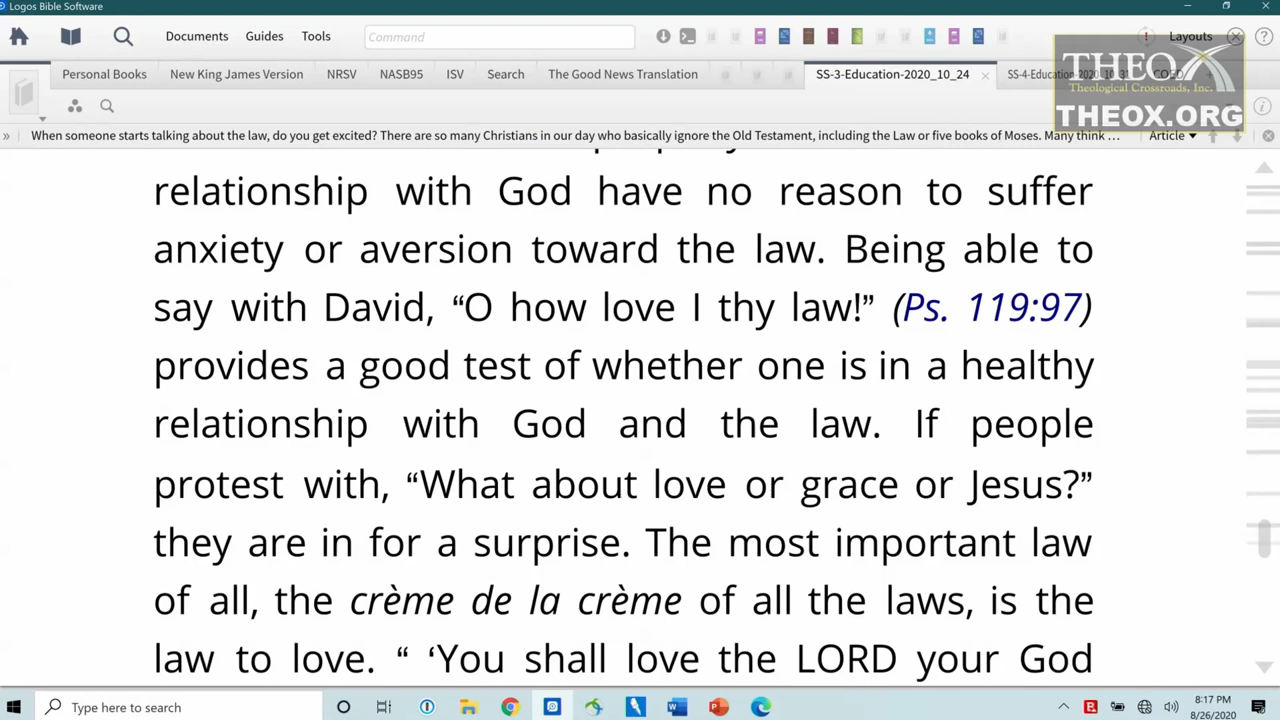 Logos Bible Software
Documents Guides Tools Command Layouts
Personal Books New King James Version NRSV NASB95 ISV Search The Good News Translation SS-3-Education-2020_10_24 SS-4-Education-2020_10_31
THEOX
Theological Crossroads, Inc.
THEOX.ORG
When someone starts talking about the law, do you get excited? There are so many Christians in our day who basically ignore the Old Testament, including the Law or five books of Moses. Many think ... Article
relationship with God have no reason to suffer
anxiety or aversion toward the law. Being able to
say with David, “O how love I thy law!” (Ps. 119:97)
provides a good test of whether one is in a healthy
relationship with God and the law. If people
protest with, “What about love or grace or Jesus?”
they are in for a surprise. The most important law
of all, the crème de la crème of all the laws, is the
law to love. “ ‘You shall love the LORD your God
Type here to search
8:17 PM
8/26/2020